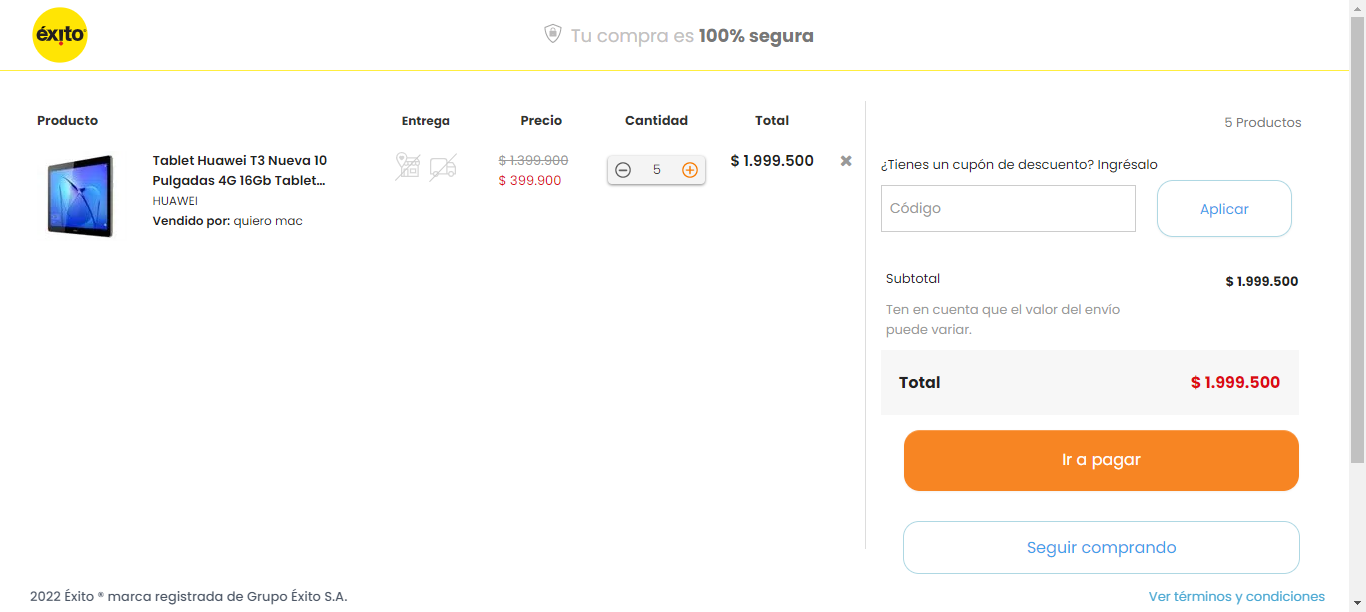 éxito
Tu compra es 100% segura
Producto
Entrega
Precio
Cantidad
Total
Tablet Huawei T3 Nueva 10
Pulgadas 4G 16Gb Tablet...
HUAWEI
Vendido por: quiero mac
$ 1.399.900
$ 399.900
5
$ 1.999.500
5 Productos
¿Tienes un cupón de descuento? Ingrésalo
Código
Aplicar
Subtotal
$ 1.999.500
Ten en cuenta que el valor del envío
puede variar.
Total
$ 1.999.500
Ir a pagar
Seguir comprando
2022 Éxito ® marca registrada de Grupo Éxito S.A.
Ver términos y condiciones